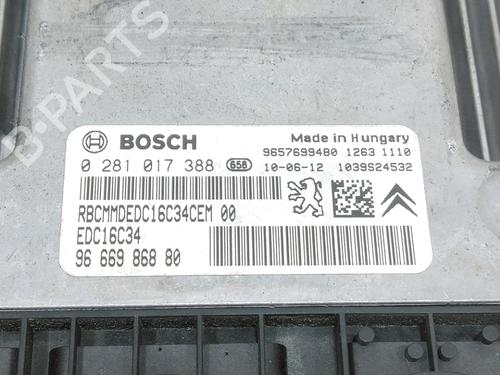 B-PARTS
BOSCH
Made in Hungary
9657699480 1263 1110
0 281 017 388 658 10-06-12 1039S24532
RBCMMDEDC16C34CEM 00
EDC16C34
96 669 868 80